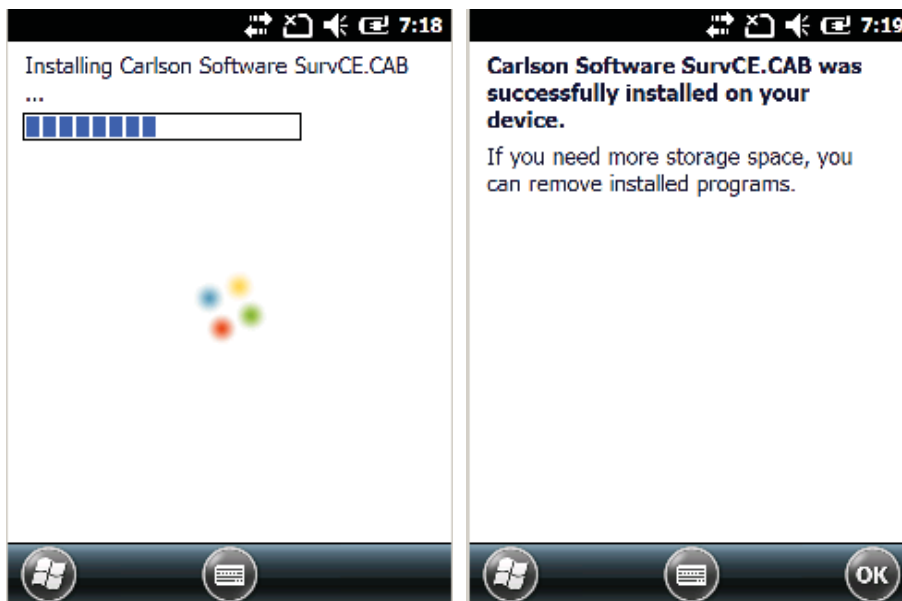 7:18
Installing Carlson Software SurvCE.CAB
...
7:19
Carlson Software SurvCE.CAB was
successfully installed on your
device.
If you need more storage space, you
can remove installed programs.
OK